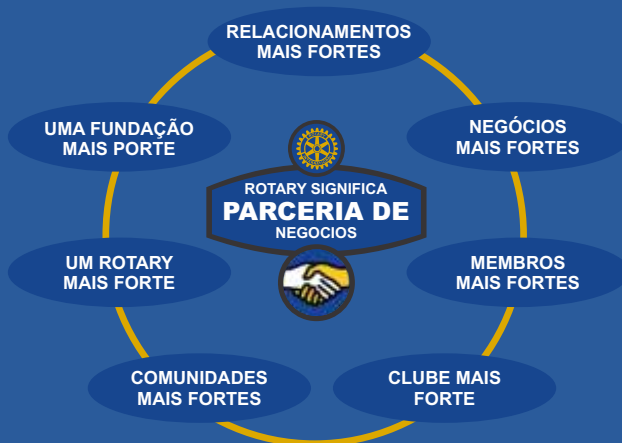 RELACIONAMENTOS
MAIS FORTES
NEGÓCIOS
MAIS FORTES
MEMBROS
MAIS FORTES
CLUBE MAIS
FORTE
COMUNIDADES
MAIS FORTES
UM ROTARY
MAIS FORTE
UMA FUNDAÇÃO
MAIS PORTE
ROTARY SIGNIFICA
PARCERIA DE
NEGOCIOS